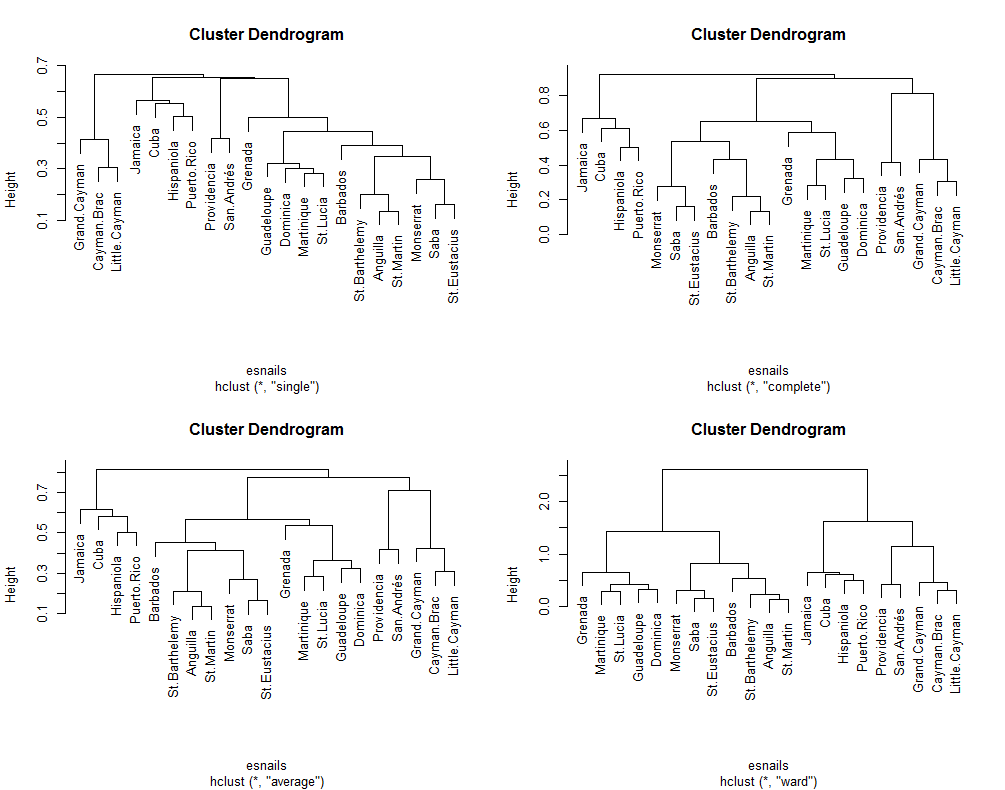 Cluster Dendrogram
Height
0.1 0.3 0.5 0.7
Grand.Cayman
Cayman.Brac
Little.Cayman
Jamaica
Cuba
Hispaniola
Puerto.Rico
Providencia
San.Andrés
Grenada
Guadeloupe
Dominica
Martinique
St.Lucia
Barbados
St.Barthelemy
Anguilla
St.Martin
Monserrat
Saba
St.Eustacius
esnails
hclust (*, "single")
Cluster Dendrogram
Height
0.0 0.2 0.4 0.6 0.8
Jamaica
Cuba
Hispaniola
Puerto.Rico
Monserrat
Saba
St.Eustacius
Barbados
St.Barthelemy
Anguilla
St.Martin
Grenada
Martinique
St.Lucia
Guadeloupe
Dominica
Providencia
San.Andrés
Grand.Cayman
Cayman.Brac
Little.Cayman
esnails
hclust (*, "complete")
Cluster Dendrogram
Height
0.1 0.3 0.5 0.7
Jamaica
Cuba
Hispaniola
Puerto.Rico
Barbados
St.Barthelemy
Anguilla
St.Martin
Monserrat
Saba
St.Eustacius
Grenada
Martinique
St.Lucia
Guadeloupe
Dominica
Providencia
San.Andrés
Grand.Cayman
Cayman.Brac
Little.Cayman
esnails
hclust (*, "average")
Cluster Dendrogram
Height
0.0 1.0 2.0
Grenada
Martinique
St.Lucia
Guadeloupe
Dominica
Monserrat
Saba
St.Eustacius
Barbados
St.Barthelemy
Anguilla
St.Martin
Jamaica
Cuba
Hispaniola
Puerto.Rico
Providencia
San.Andrés
Grand.Cayman
Cayman.Brac
Little.Cayman
esnails
hclust (*, "ward")